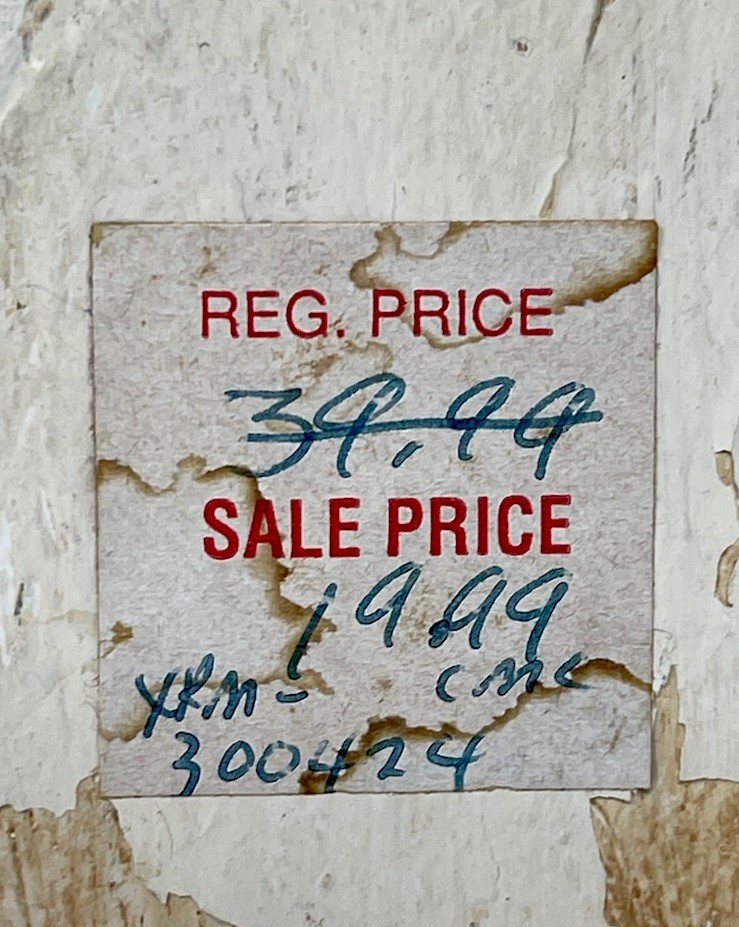 REG. PRICE
39.99
SALE PRICE
19.99
XRM- CMC
300424